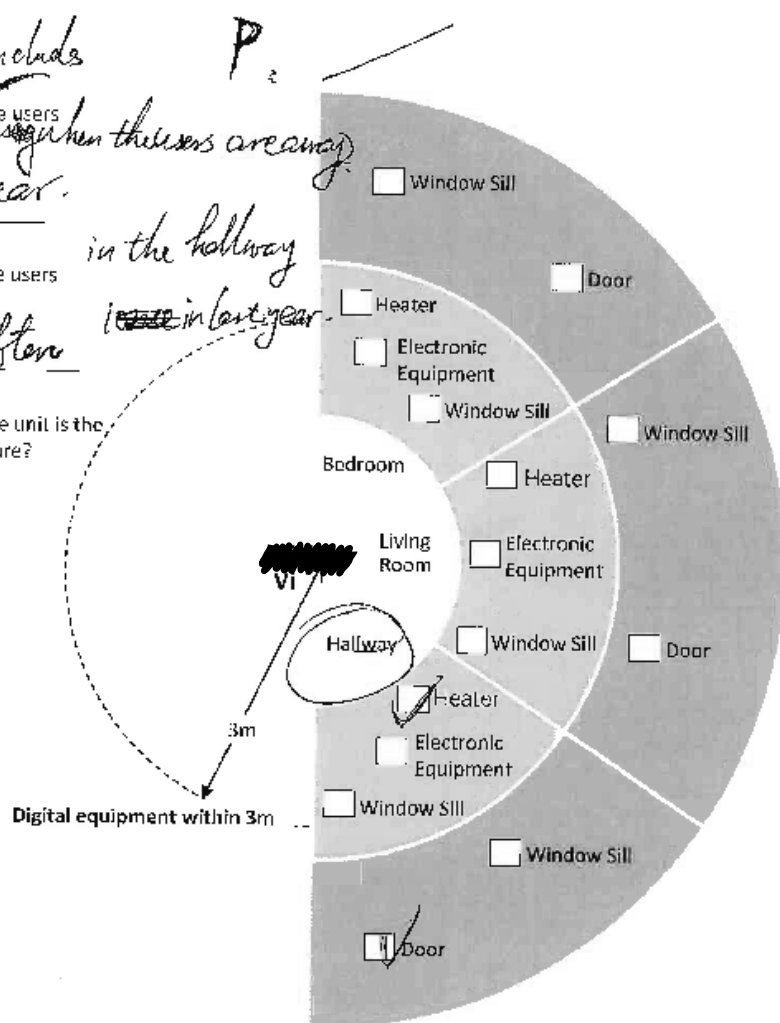 P
e users
when the users are away
ear.
in the hallway
e users
in last year.
e unit is the
ure?
Window Sill
Door
Heater
Electronic
Equipment
Window Sill
Bedroom
Window Sill
Door
Heater
Electronic
Equipment
Window Sill
Living
Room
Hallway
Heater
Electronic
Equipment
Window Sill
Window Sill
Door
3m
Digital equipment within 3m